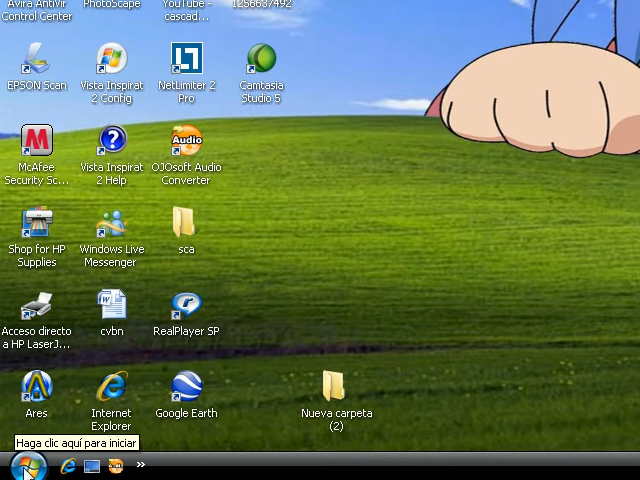 Avira AntiVir
Control Center
PhotoScape
YouTube -
cascad...
1256637492
EPSON Scan
Vista Inspirat
2 Config
NetLimiter 2
Pro
Camtasia
Studio 5
McAfee
Security Sc...
Vista Inspirat
2 Help
Audio
OJOsoft Audio
Converter
Shop for HP
Supplies
Windows Live
Messenger
sca
Acceso directo
a HP LaserJ...
cvbn
RealPlayer SP
Ares
Internet
Explorer
Google Earth
Nueva carpeta
(2)
Haga clic aquí para iniciar